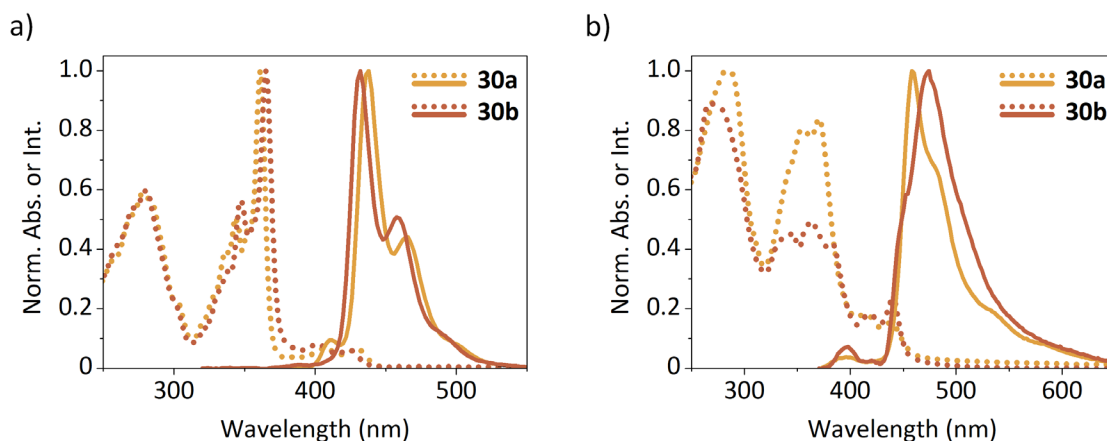 a)
Norm. Abs. or Int.
1.0
0.8
0.6
0.4
0.2
0
30a
30b
300
400
500
Wavelength (nm)
b)
Norm. Abs. or Int.
1.0
0.8
0.6
0.4
0.2
0
30a
30b
300
400
500
600
Wavelength (nm)